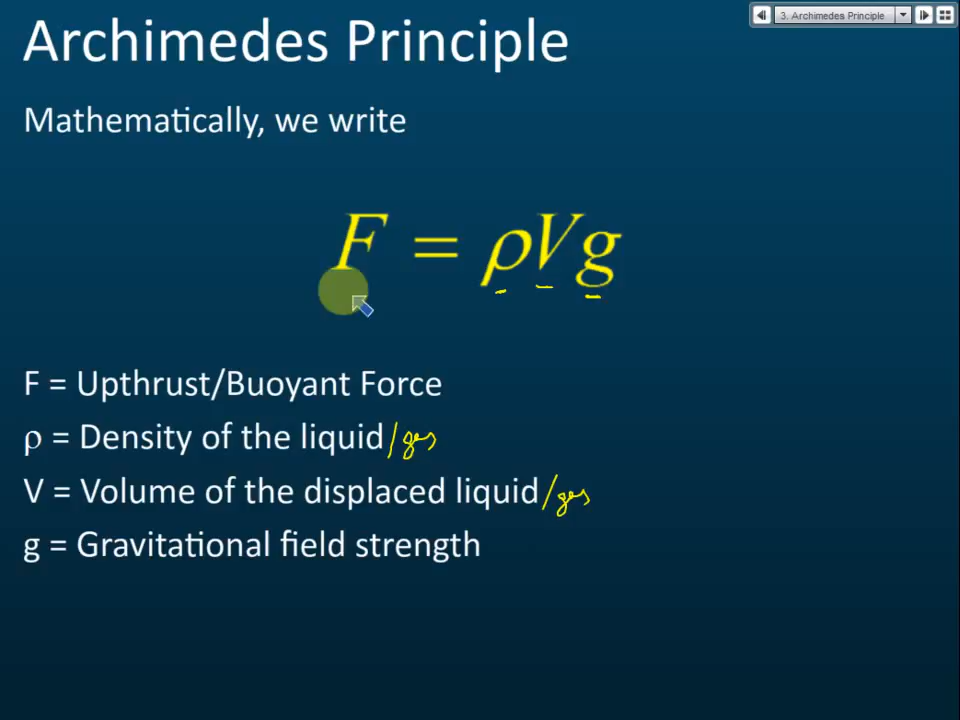 3. Archimedes Principle
Archimedes Principle
Mathematically, we write
F = ρVg
F = Upthrust/Buoyant Force
ρ = Density of the liquid/gas
V = Volume of the displaced liquid/gas
g = Gravitational field strength